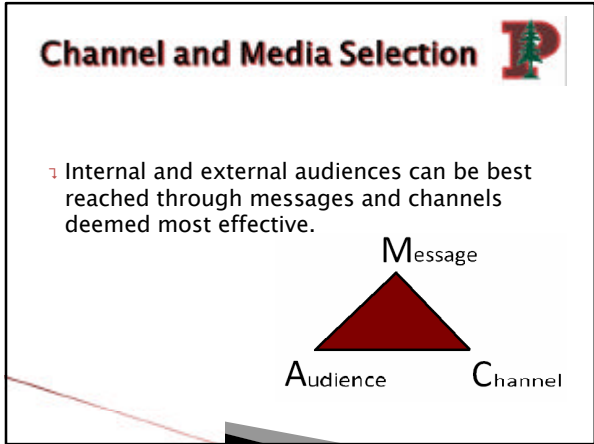 Channel and Media Selection
P
Internal and external audiences can be best
reached through messages and channels
deemed most effective.
Message
Audience Channel